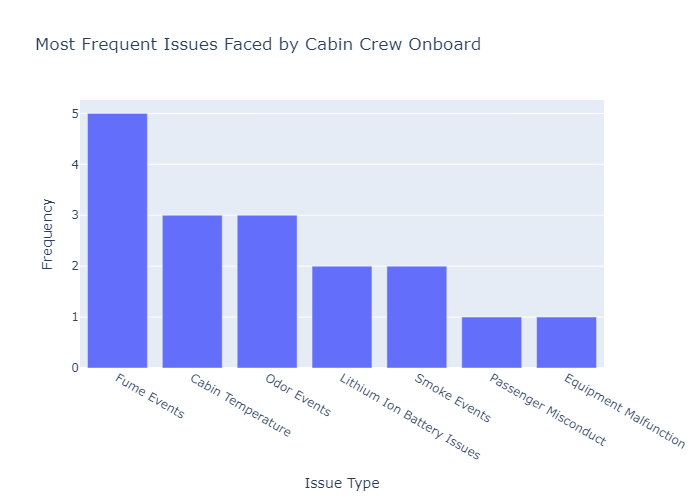 Most Frequent Issues Faced by Cabin Crew Onboard
Frequency
5
4
3
2
1
0
Fume Events
Cabin Temperature
Odor Events
Lithium Ion Battery Issues
Smoke Events
Passenger Misconduct
Equipment Malfunction
Issue Type